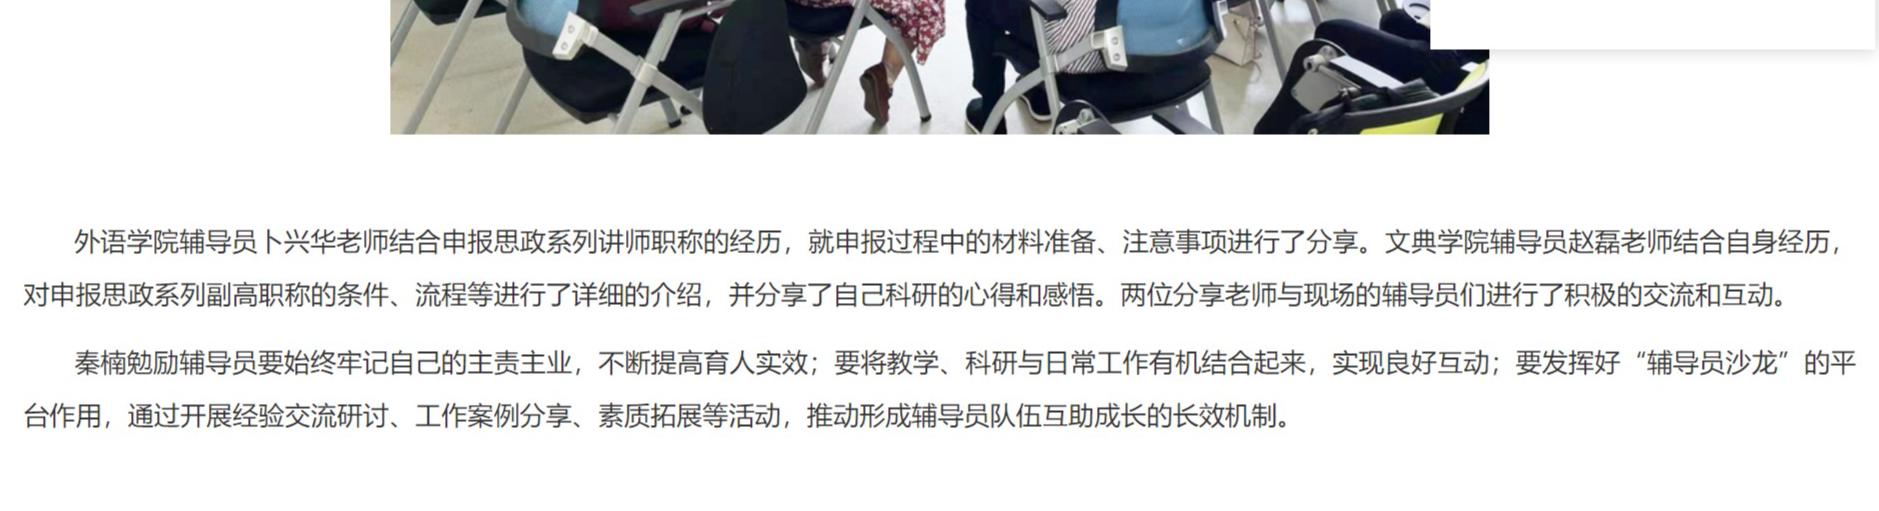 外语学院辅导员卜兴华老师结合申报思政系列讲师职称的经历，就申报过程中的材料准备、注意事项进行了分享。文典学院辅导员赵磊老师结合自身经历，
对申报思政系列副高职称的条件、流程等进行了详细的介绍，并分享了自己科研的心得和感悟。两位分享老师与现场的辅导员们进行了积极的交流和互动。
秦楠勉励辅导员要始终牢记自己的主责主业，不断提高育人实效；要将教学、科研与日常工作有机结合起来，实现良好互动；要发挥好“辅导员沙龙”的平
台作用，通过开展经验交流研讨、工作案例分享、素质拓展等活动，推动形成辅导员队伍互助成长的长效机制。